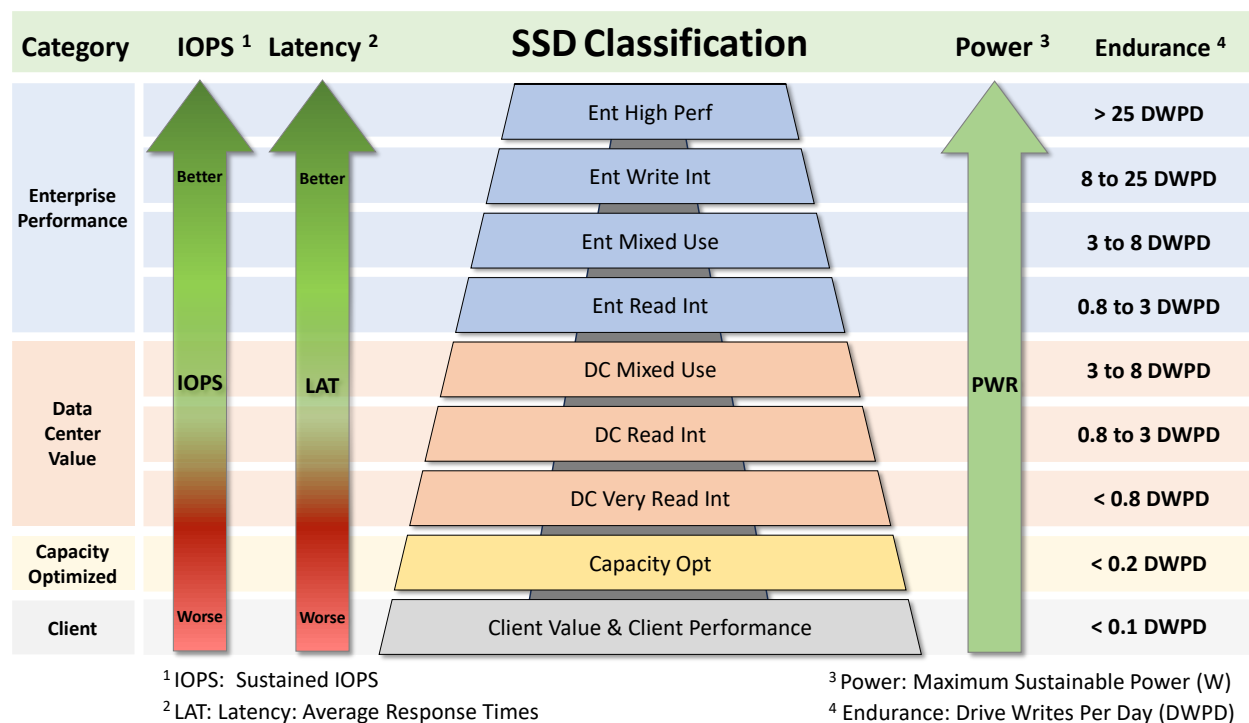 Category IOPS 1 Latency 2 SSD Classification Power 3 Endurance 4
Ent High Perf > 25 DWPD
Better Better Ent Write Int 8 to 25 DWPD
Enterprise
Performance
Ent Mixed Use 3 to 8 DWPD
Ent Read Int 0.8 to 3 DWPD
IOPS LAT DC Mixed Use PWR 3 to 8 DWPD
Data
Center
Value
DC Read Int 0.8 to 3 DWPD
DC Very Read Int < 0.8 DWPD
Capacity
Optimized
Capacity Opt < 0.2 DWPD
Worse Worse
Client Client Value & Client Performance < 0.1 DWPD
1 IOPS: Sustained IOPS
2 LAT: Latency: Average Response Times
3 Power: Maximum Sustainable Power (W)
4 Endurance: Drive Writes Per Day (DWPD)